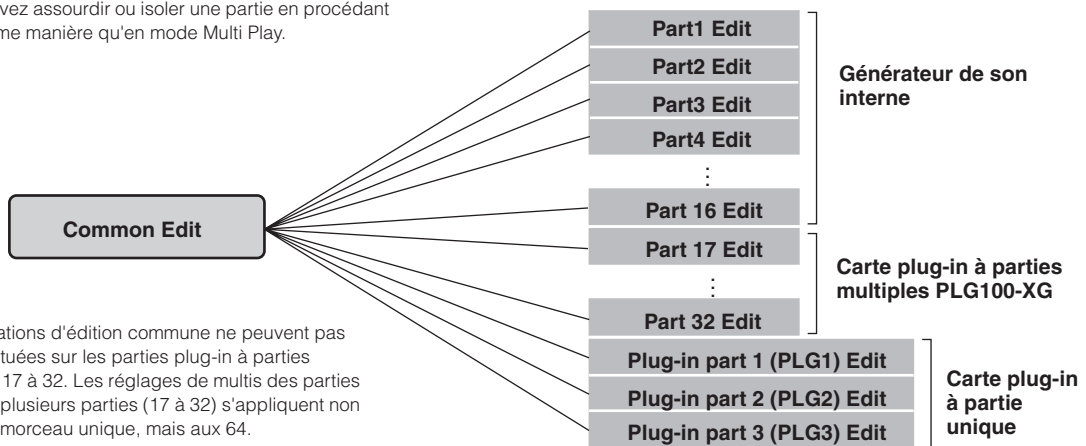 vez assourdir ou isoler une partie en procédant
me manière qu'en mode Multi Play.
Part1 Edit
Part2 Edit
Part3 Edit
Part4 Edit
Générateur de son
interne
Part 16 Edit
Common Edit
Part 17 Edit
Carte plug-in à parties
multiples PLG100-XG
Part 32 Edit
ations d'édition commune ne peuvent pas
tuées sur les parties plug-in à parties
17 à 32. Les réglages de multis des parties
plusieurs parties (17 à 32) s'appliquent non
morceau unique, mais aux 64.
Plug-in part 1 (PLG1) Edit
Plug-in part 2 (PLG2) Edit
Plug-in part 3 (PLG3) Edit
Carte plug-in
à partie
unique